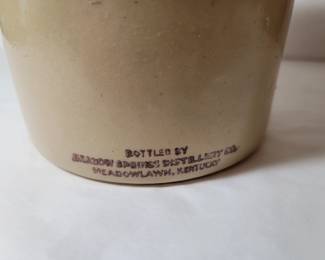 BOTTLED BY
SPRINGS DISTILLERY CO.
MEADOWLAWN, KENTUCKY